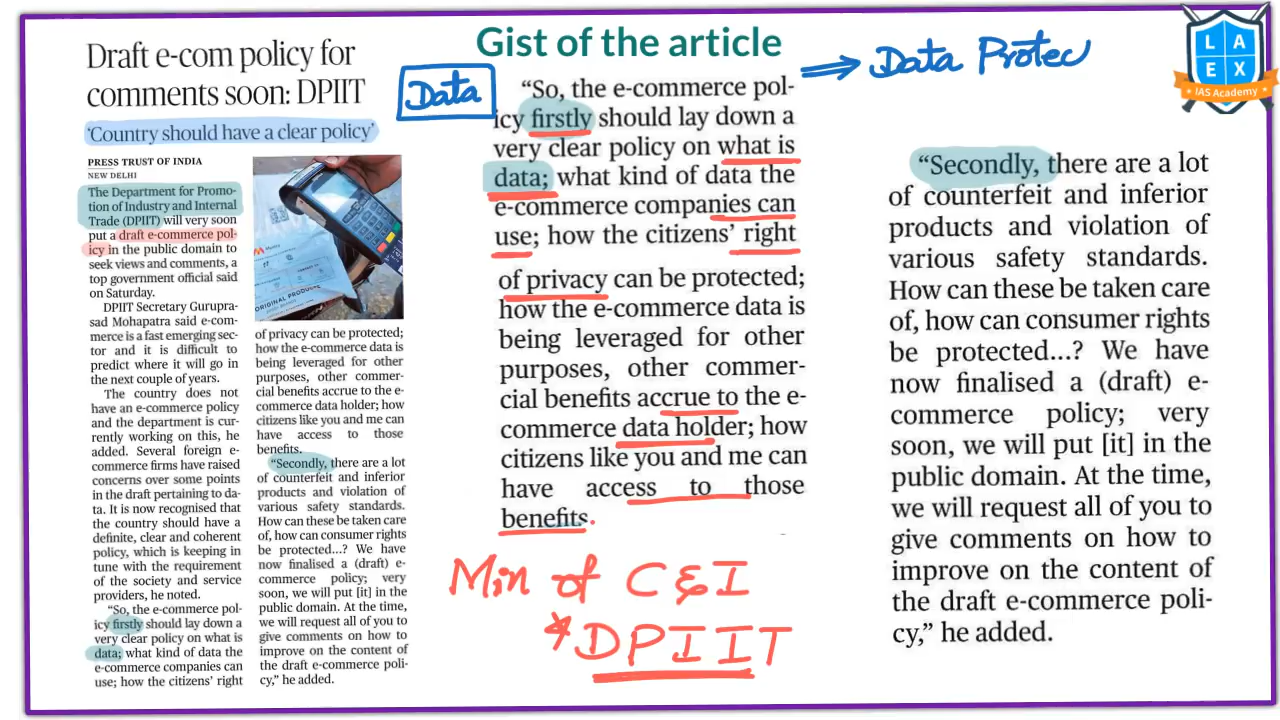 Draft e-com policy for
comments soon: DPIIT
'Country should have a clear policy'
PRESS TRUST OF INDIA
NEW DELHI
The Department for Promo-
tion of Industry and Internal
Trade (DPIIT) will very soon
put a draft e-commerce pol-
icy in the public domain to
seek views and comments, a
top government official said
on Saturday.
DPIIT Secretary Gurupra-
sad Mohapatra said e-com-
merce is a fast emerging sec-
tor and it is difficult to
predict where it will go in
the next couple of years.
The country does not
have an e-commerce policy
and the department is cur-
rently working on this, he
added. Several foreign e-
commerce firms have raised
concerns over some points
in the draft pertaining to da-
ta. It is now recognised that
the country should have a
definite, clear and coherent
policy, which is keeping in
tune with the requirement
of the society and service
providers, he noted.
"So, the e-commerce pol-
icy firstly should lay down a
very clear policy on what is
data; what kind of data the
e-commerce companies can
use; how the citizens' right
ORIGINAL PRODUC
of privacy can be protected;
how the e-commerce data is
being leveraged for other
purposes, other commer-
cial benefits accrue to the e-
commerce data holder; how
citizens like you and me can
have access to those
benefits.
"Secondly, there are a lot
of counterfeit and inferior
products and violation of
various safety standards.
How can these be taken care
of, how can consumer rights
be protected...? We have
now finalised a (draft) e-
commerce policy; very
soon, we will put [it] in the
public domain. At the time,
we will request all of you to
give comments on how to
improve on the content of
the draft e-commerce poli-
cy," he added.
Gist of the article
Data
"So, the e-commerce pol-
icy firstly should lay down a
very clear policy on what is
data; what kind of data the
e-commerce companies can
use; how the citizens' right
of privacy can be protected;
how the e-commerce data is
being leveraged for other
purposes, other commer-
cial benefits accrue to the e-
commerce data holder; how
citizens like you and me can
have access to those
benefits.
Min of C & I
*DPIIT
⇒ Data Protec
L A
E X
IAS Academy
"Secondly, there are a lot
of counterfeit and inferior
products and violation of
various safety standards.
How can these be taken care
of, how can consumer rights
be protected...? We have
now finalised a (draft) e-
commerce policy; very
soon, we will put [it] in the
public domain. At the time,
we will request all of you to
give comments on how to
improve on the content of
the draft e-commerce poli-
cy," he added.